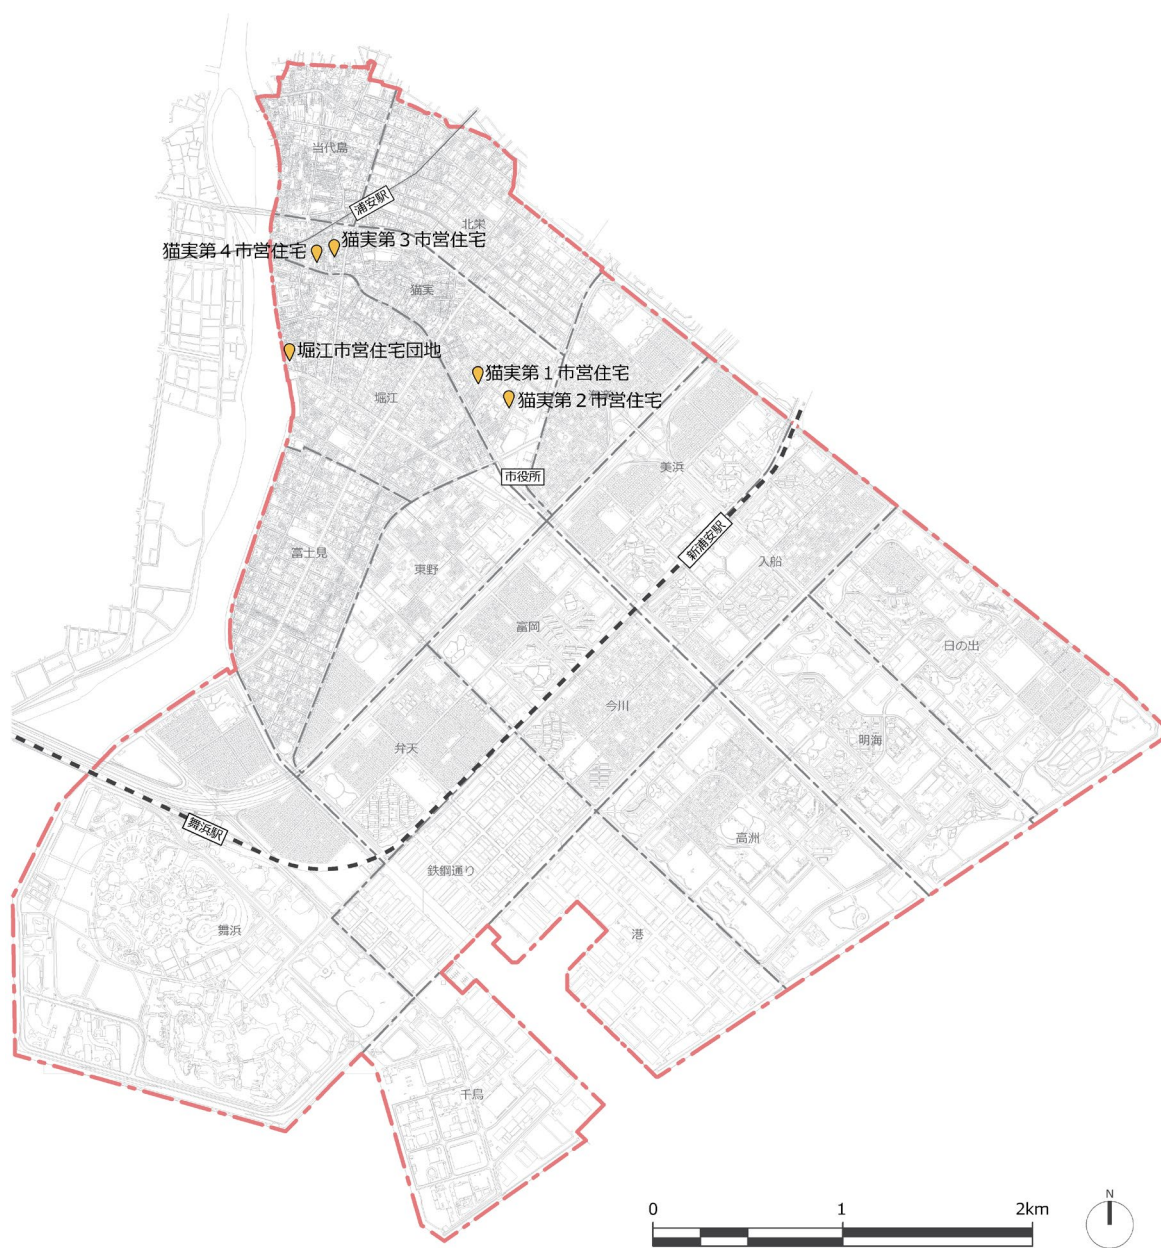 当代島
浦安駅
北栄
猫実第４市営住宅
猫実第３市営住宅
猫実
堀江市営住宅団地
猫実第１市営住宅
堀江
猫実第２市営住宅
美浜
市役所
新浦安駅
富士見
東野
入船
富岡
日の出
今川
明海
弁天
舞浜駅
高洲
鉄鋼通り
舞浜
港
千鳥
0 1 2km
N